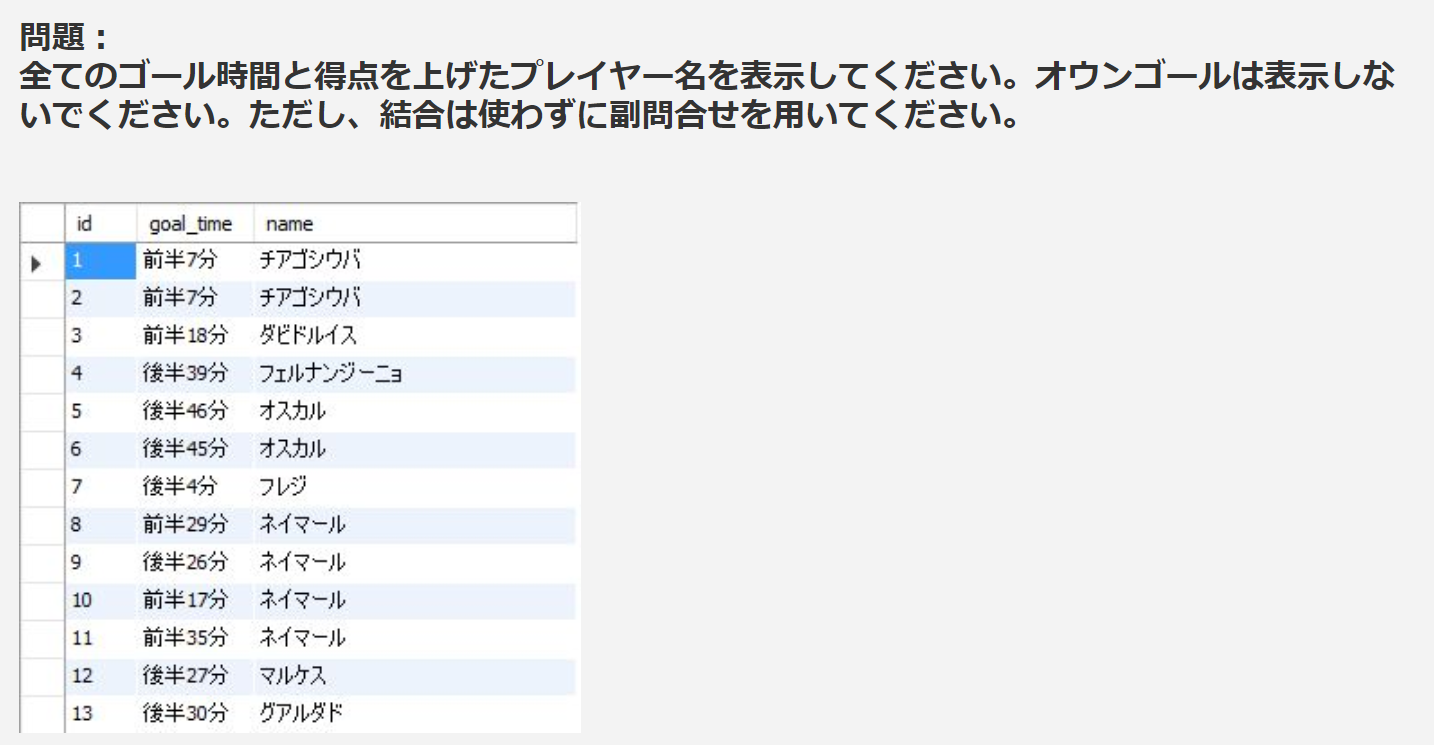 問題：
全てのゴール時間と得点を上げたプレイヤー名を表示してください。オウンゴールは表示しな
いでください。ただし、結合は使わずに副問合せを用いてください。
id goal_time name
1 前半7分 チアゴシウバ
2 前半7分 チアゴシウバ
3 前半18分 ダビドルイス
4 後半39分 フェルナンジーニョ
5 後半46分 オスカル
6 後半45分 オスカル
7 後半4分 フレジ
8 前半29分 ネイマール
9 後半26分 ネイマール
10 前半17分 ネイマール
11 前半35分 ネイマール
12 後半27分 マルケス
13 後半30分 グアルダド